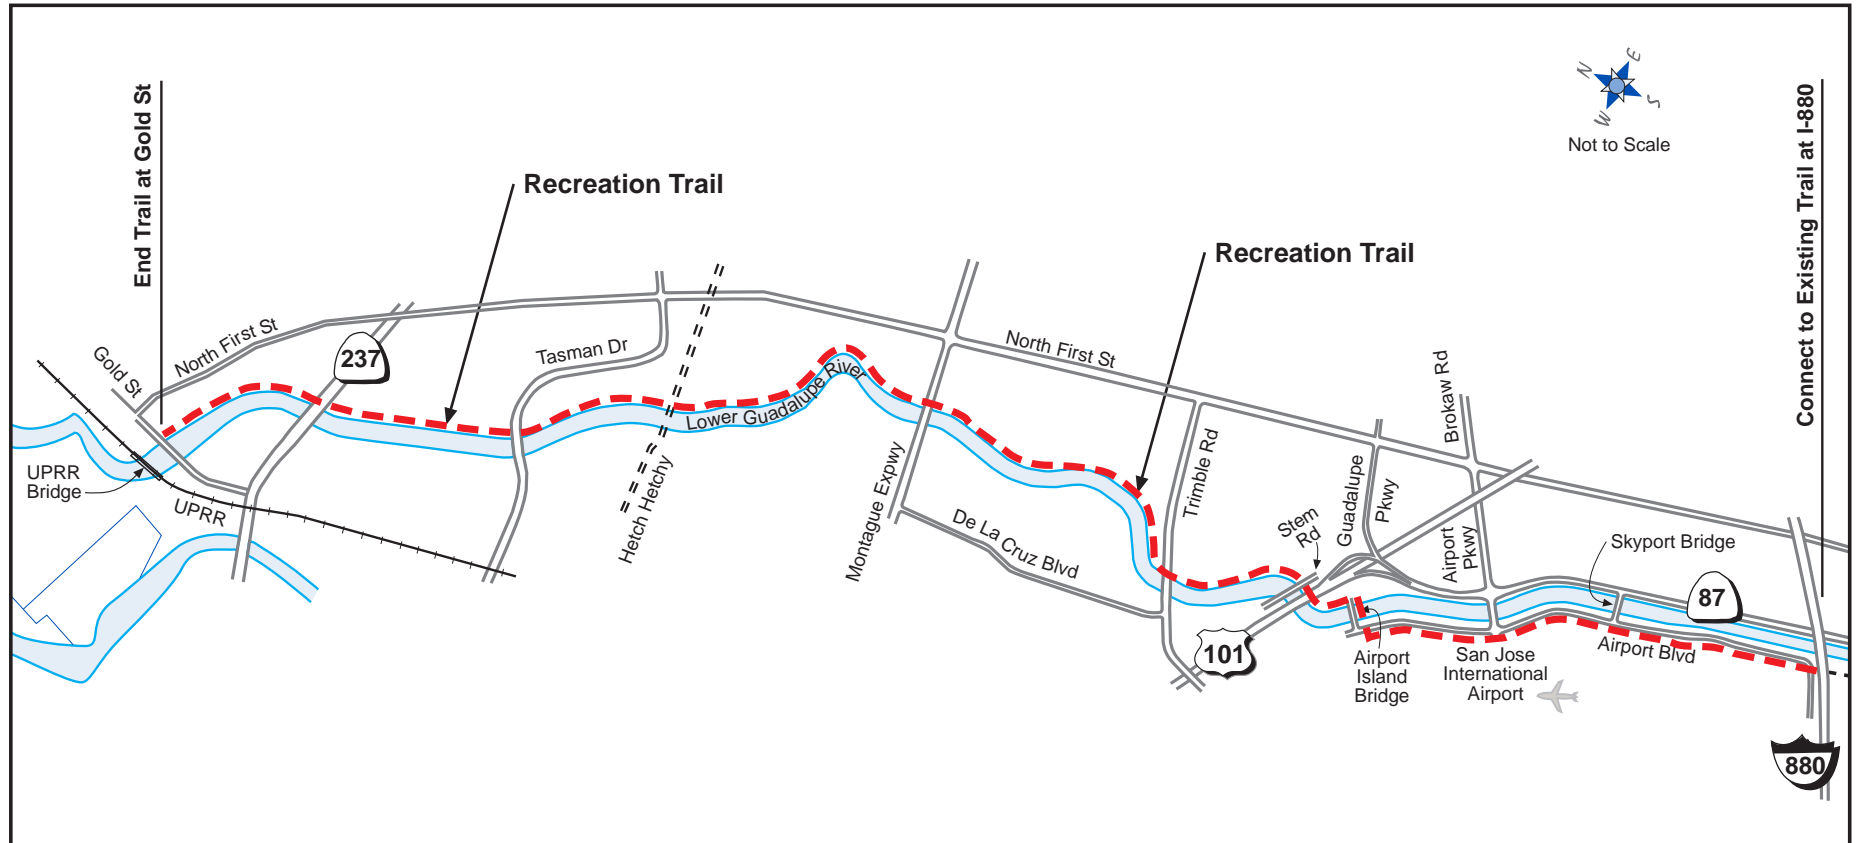 End Trail at Gold St
Recreation Trail
Recreation Trail
N
E
S
W
Not to Scale
Connect to Existing Trail at I-880
Gold St
North First St
237
Tasman Dr
Lower Guadalupe River
North First St
UPRR
Bridge
UPRR
Hetch Hetchy
Montague Expwy
De La Cruz Blvd
Trimble Rd
Stem
Rd
Guadalupe
Pkwy
Brokaw Rd
Airport
Pkwy
Skyport Bridge
87
101
Airport
Island
Bridge
San Jose
International
Airport
Airport Blvd
880